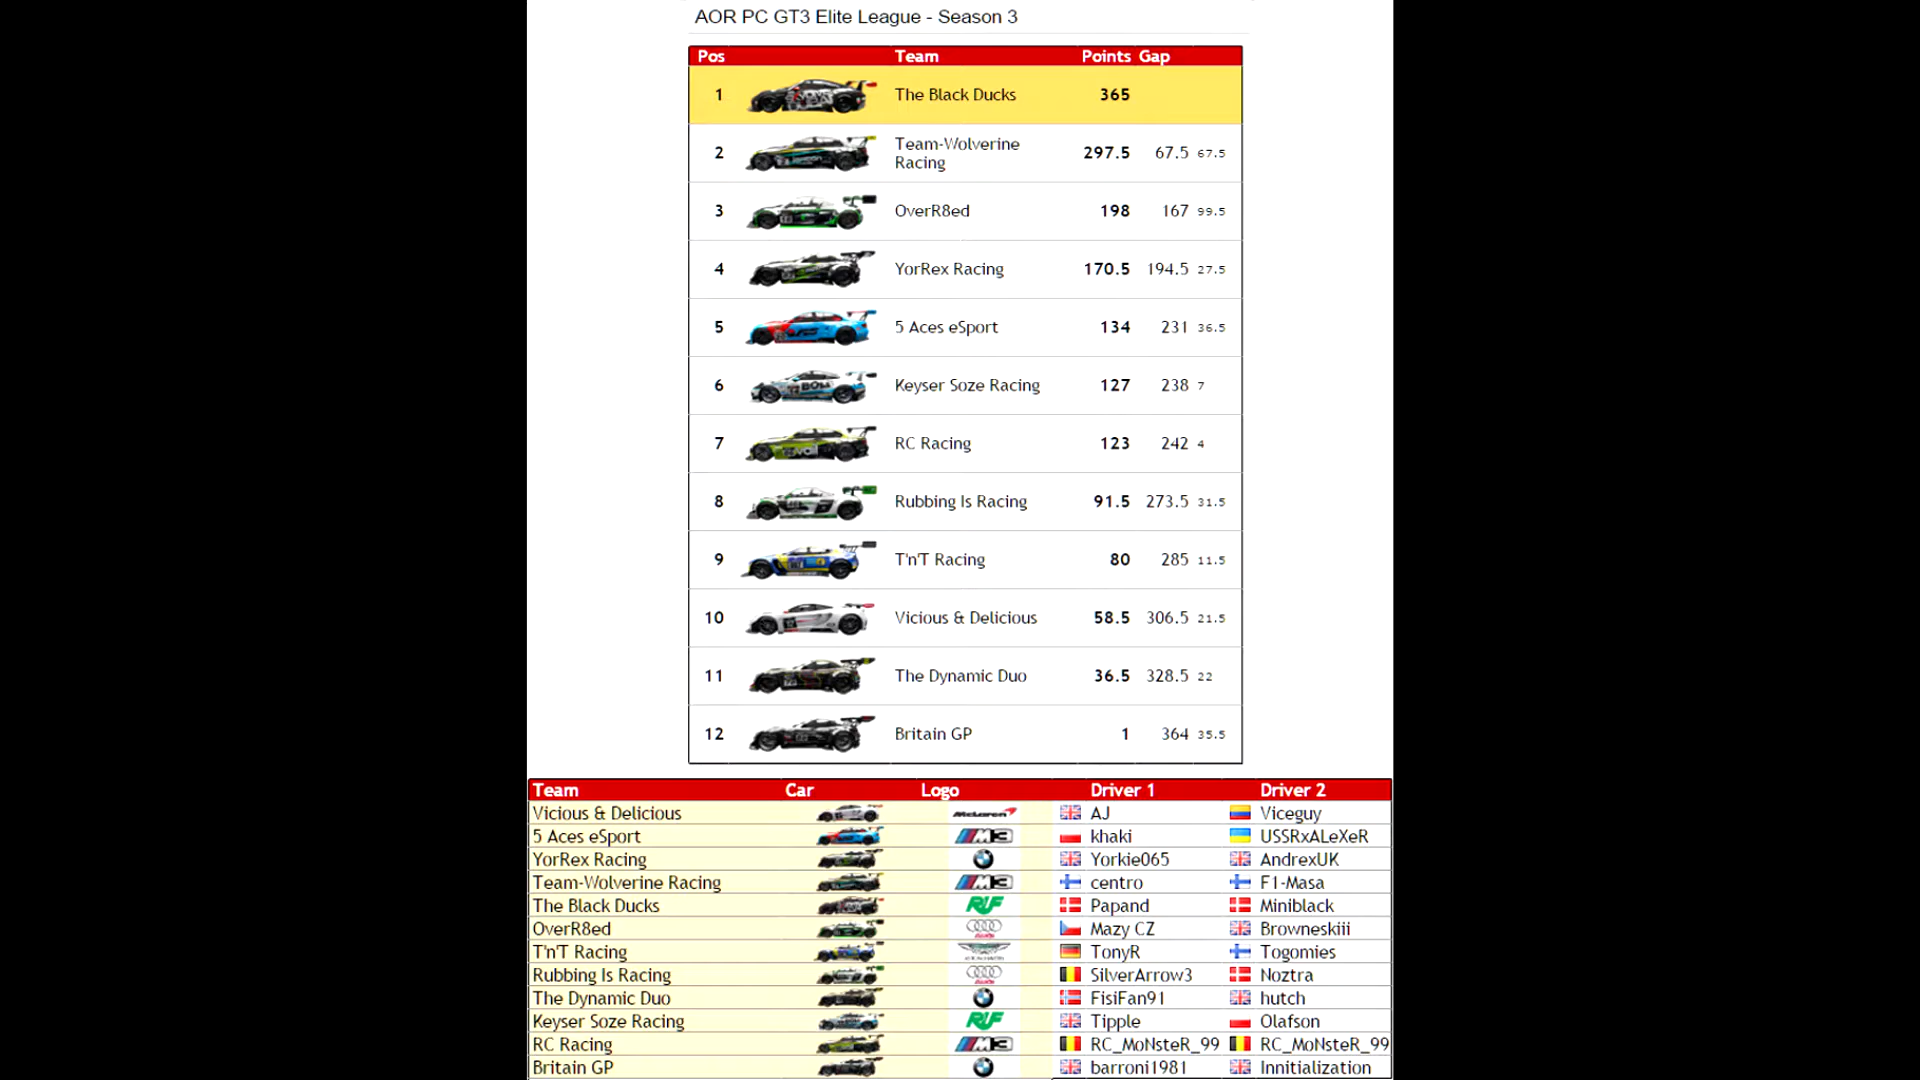 AOR PC GT3 Elite League - Season 3
Pos Team Points Gap
1 The Black Ducks 365
2 Team-Wolverine Racing 297.5 67.5 67.5
3 OverR8ed 198 167 99.5
4 YorRex Racing 170.5 194.5 27.5
5 5 Aces eSport 134 231 36.5
6 Keyser Soze Racing 127 238 7
7 RC Racing 123 242 4
8 Rubbing Is Racing 91.5 273.5 31.5
9 T'n'T Racing 80 285 11.5
10 Vicious & Delicious 58.5 306.5 21.5
11 The Dynamic Duo 36.5 328.5 22
12 Britain GP 1 364 35.5
Team Car Logo Driver 1 Driver 2
Vicious & Delicious McLaren AJ Viceguy
5 Aces eSport M3 khaki USSRxALeXeR
YorRex Racing Yorkie065 AndrexUK
Team-Wolverine Racing M3 centro F1-Masa
The Black Ducks RUF Papand Miniblack
OverR8ed Audi Mazy CZ Browneskiii
T'n'T Racing TonyR Togomies
Rubbing Is Racing Audi SilverArrow3 Noztra
The Dynamic Duo FisiFan91 hutch
Keyser Soze Racing RUF Tipple Olafson
RC Racing M3 RC_MoNsteR_99 RC_MoNsteR_99
Britain GP barroni1981 Innitialization